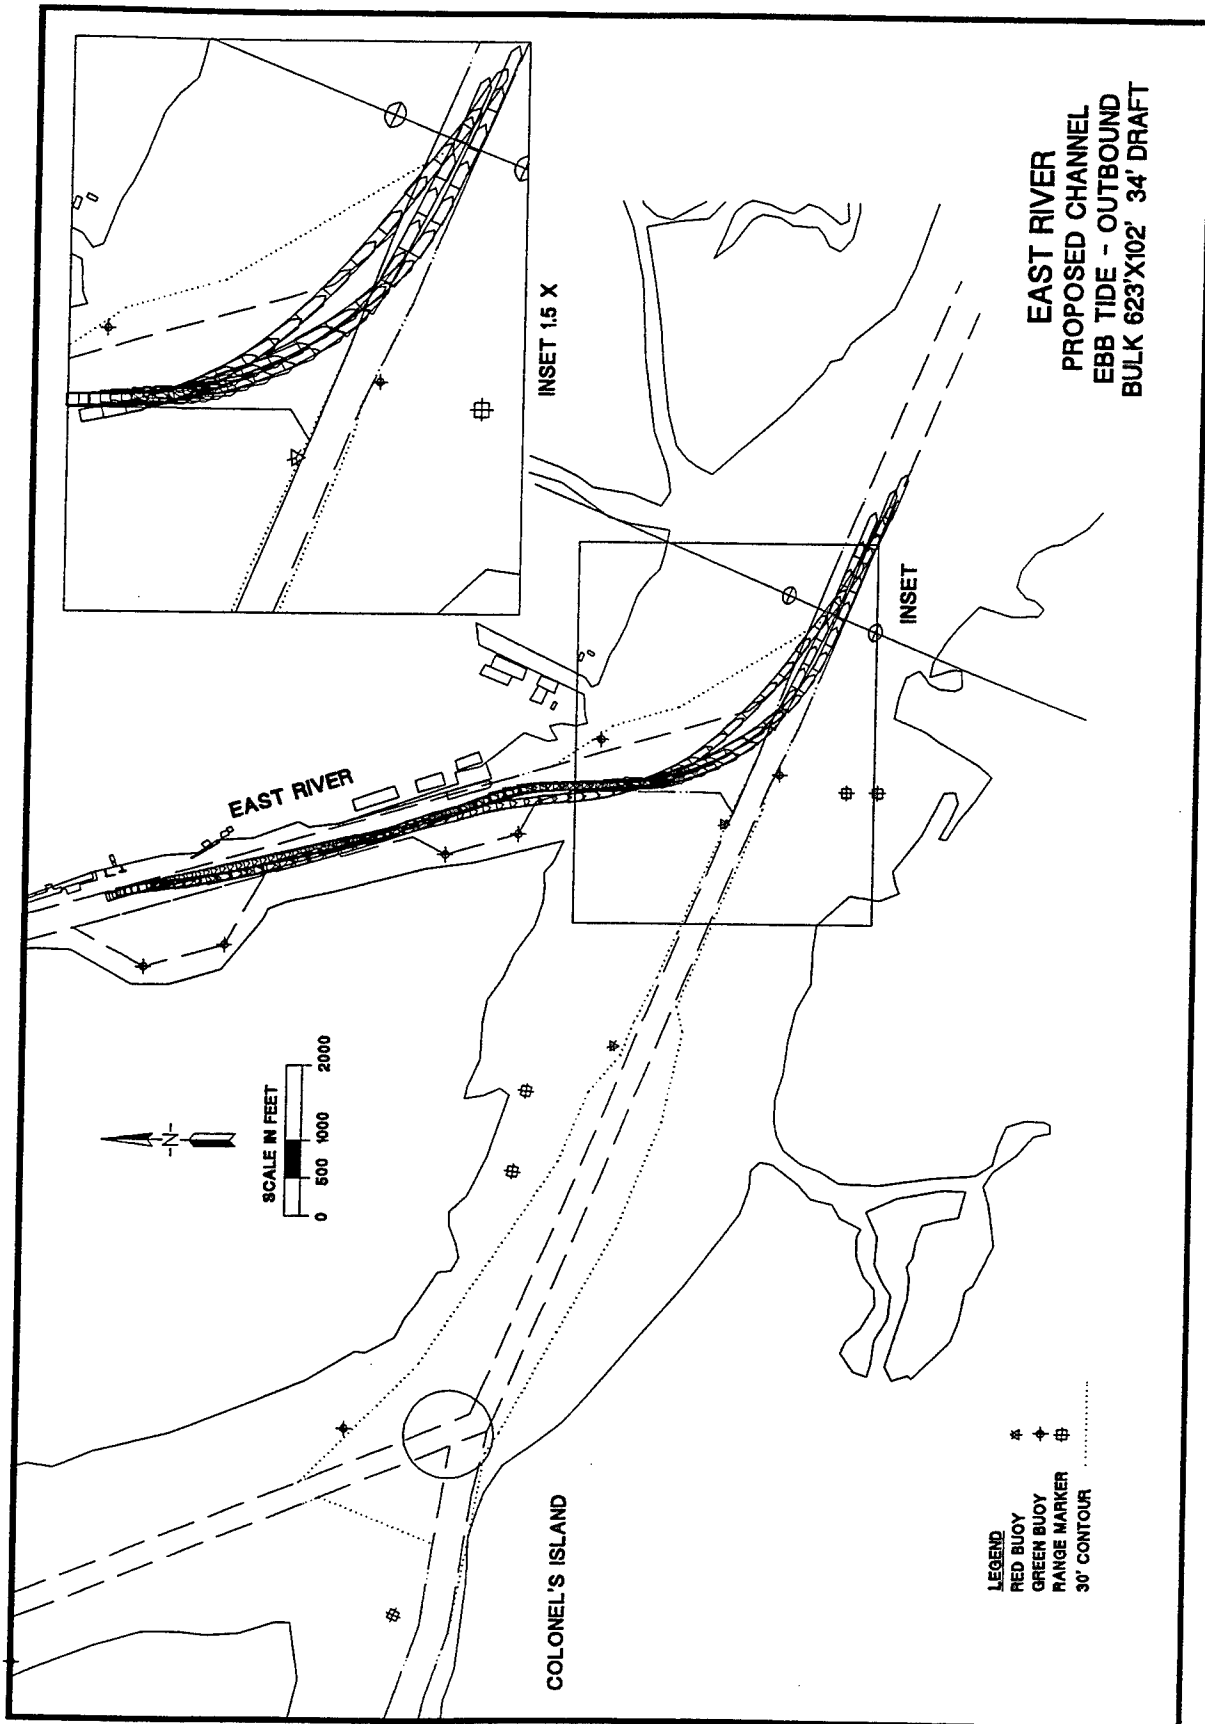 INSET 1.5 X
EAST RIVER
PROPOSED CHANNEL
EBB TIDE - OUTBOUND
BULK 623'X102' 34' DRAFT
INSET
EAST RIVER
-N-
SCALE IN FEET
0 500 1000 2000
COLONEL'S ISLAND
LEGEND
RED BUOY
GREEN BUOY
RANGE MARKER
30' CONTOUR